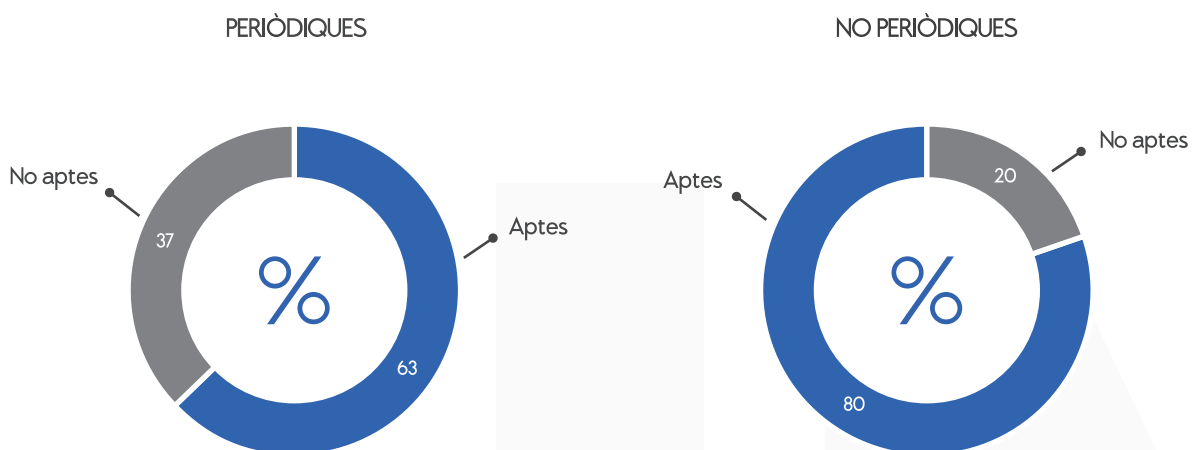 PERIÒDIQUES
No aptes
37
%
Aptes
63
NO PERIÒDIQUES
Aptes
No aptes
20
%
80